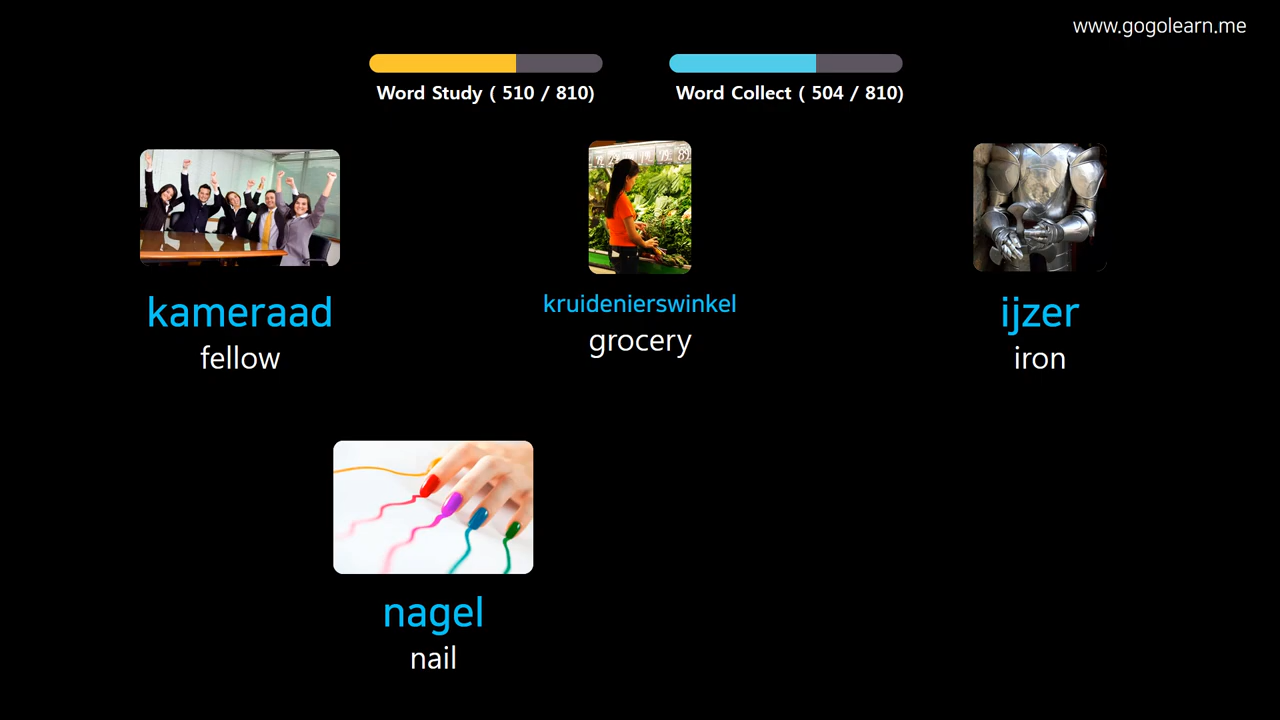 www.gogolearn.me
Word Study ( 510 / 810)
Word Collect ( 504 / 810)
kameraad
fellow
kruidenierswinkel
grocery
ijzer
iron
nagel
nail